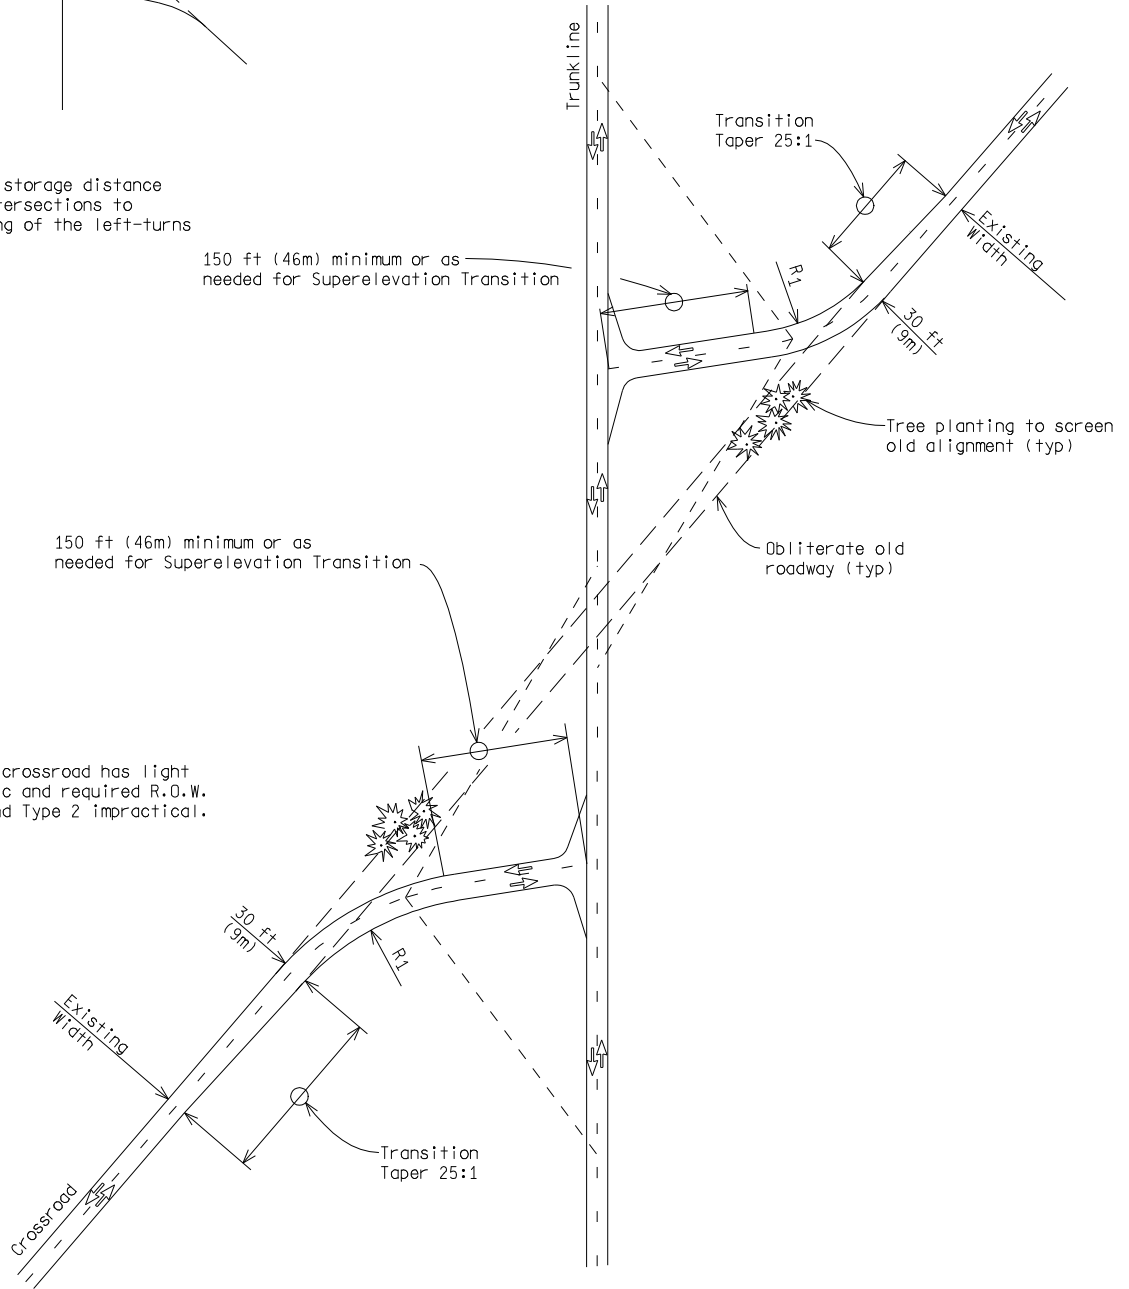 Trunkline
Transition
Taper 25:1
storage distance
tersections to
ng of the left-turns
150 ft (46m) minimum or as
needed for Superelevation Transition
Existing
Width
R1
30 ft
(9m)
Tree planting to screen
old alignment (typ)
150 ft (46m) minimum or as
needed for Superelevation Transition
Obliterate old
roadway (typ)
crossroad has light
c and required R.O.W.
nd Type 2 impractical.
30 ft
(9m)
R1
Existing
Width
Transition
Taper 25:1
Crossroad